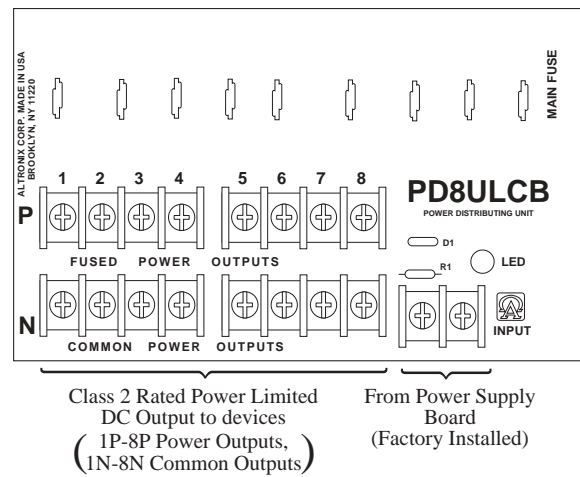 ALTRONIX CORP. MADE IN USA
BROOKLYN, NY 11220
MAIN FUSE
1 2 3 4 5 6 7 8
P
PD8ULCB
POWER DISTRIBUTING UNIT
D1
FUSED POWER OUTPUTS
LED
R1
N
INPUT
COMMON POWER OUTPUTS
Class 2 Rated Power Limited
DC Output to devices
(1P-8P Power Outputs,
1N-8N Common Outputs)
From Power Supply
Board
(Factory Installed)